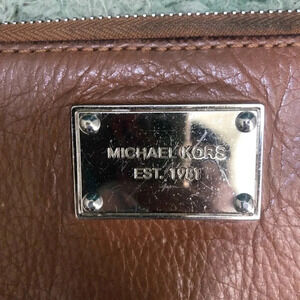 MICHAEL KORS
EST. 1981